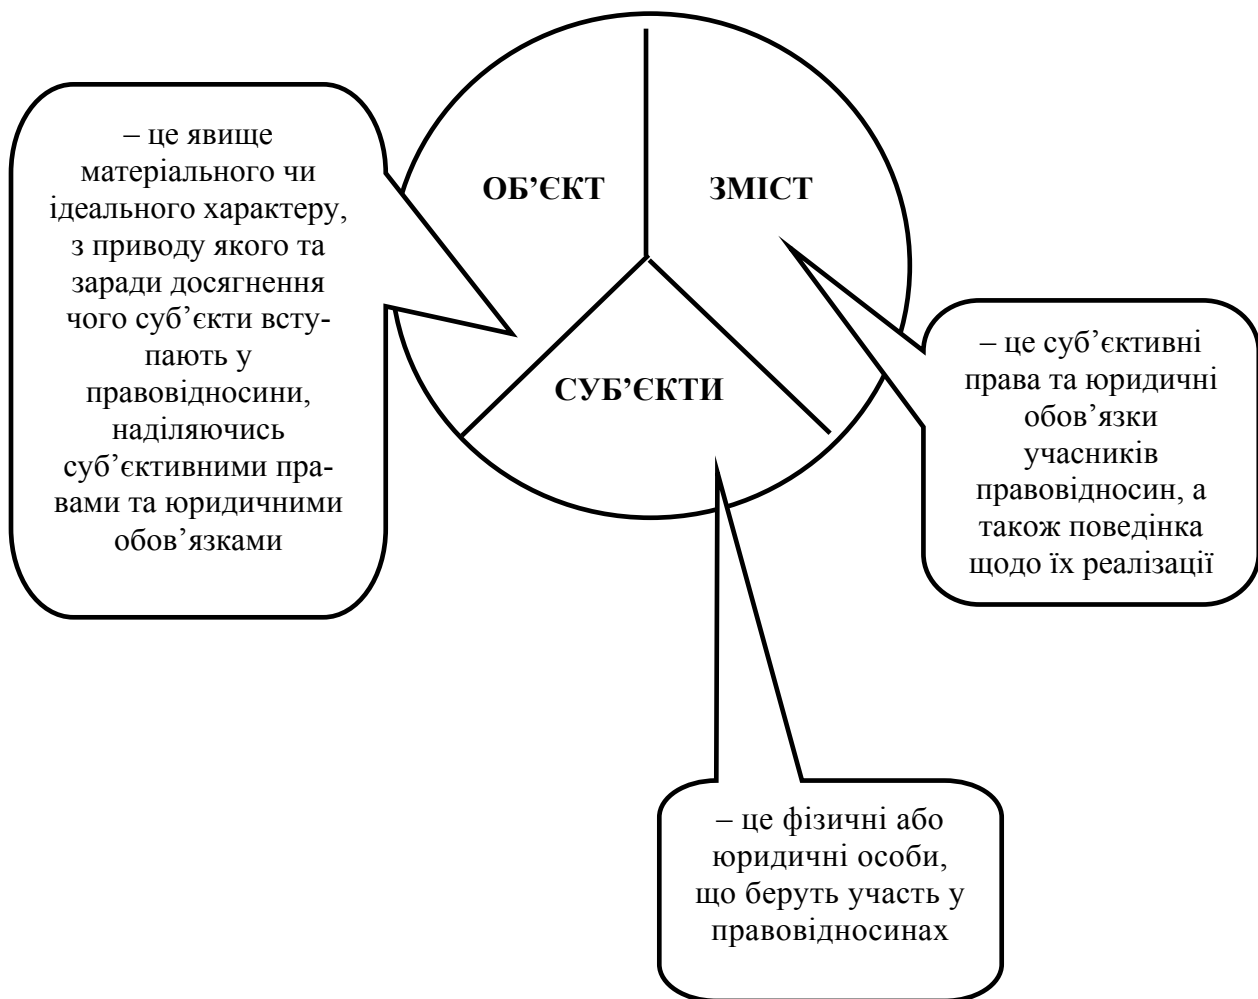 – це явище
матеріального чи
ідеального характеру,
з приводу якого та
заради досягнення
чого суб’єкти всту-
пають у
правовідносини,
наділяючись
суб’єктивними пра-
вами та юридичними
обов’язками
ОБ’ЄКТ
ЗМІСТ
СУБ’ЄКТИ
– це суб’єктивні
права та юридичні
обов’язки
учасників
правовідносин, а
також поведінка
щодо їх реалізації
– це фізичні або
юридичні особи,
що беруть участь у
правовідносинах